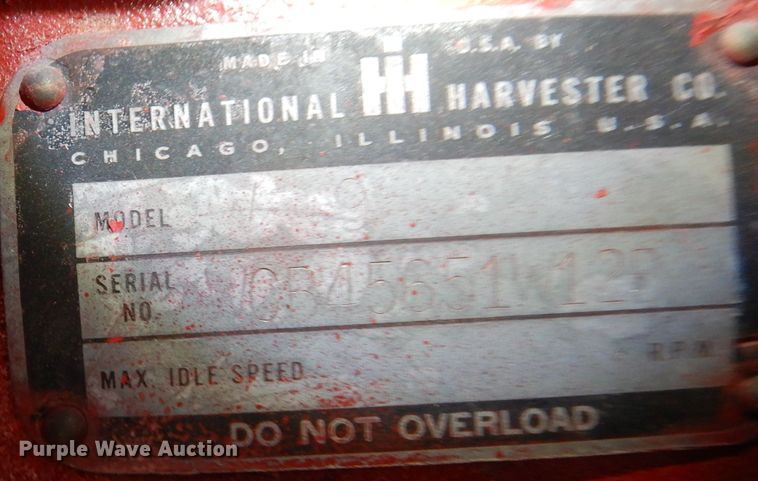 MADE IN U.S.A. BY
INTERNATIONAL IH HARVESTER CO.
CHICAGO, ILLINOIS U.S.A.
MODEL
SERIAL
NO.
MAX. IDLE SPEED R.P.M.
DO NOT OVERLOAD
Purple Wave Auction